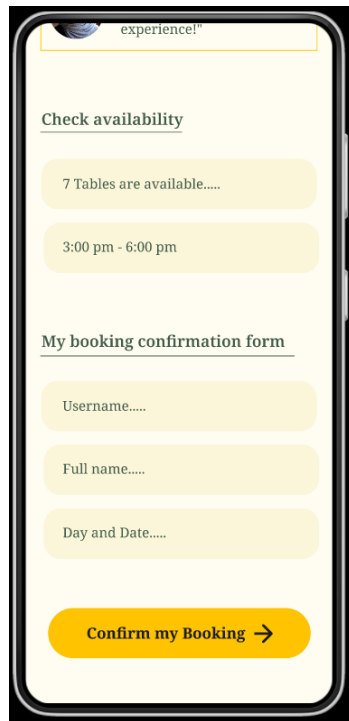 experience!"
Check availability
7 Tables are available.....
3:00 pm - 6:00 pm
My booking confirmation form
Username.....
Full name.....
Day and Date.....
Confirm my Booking →